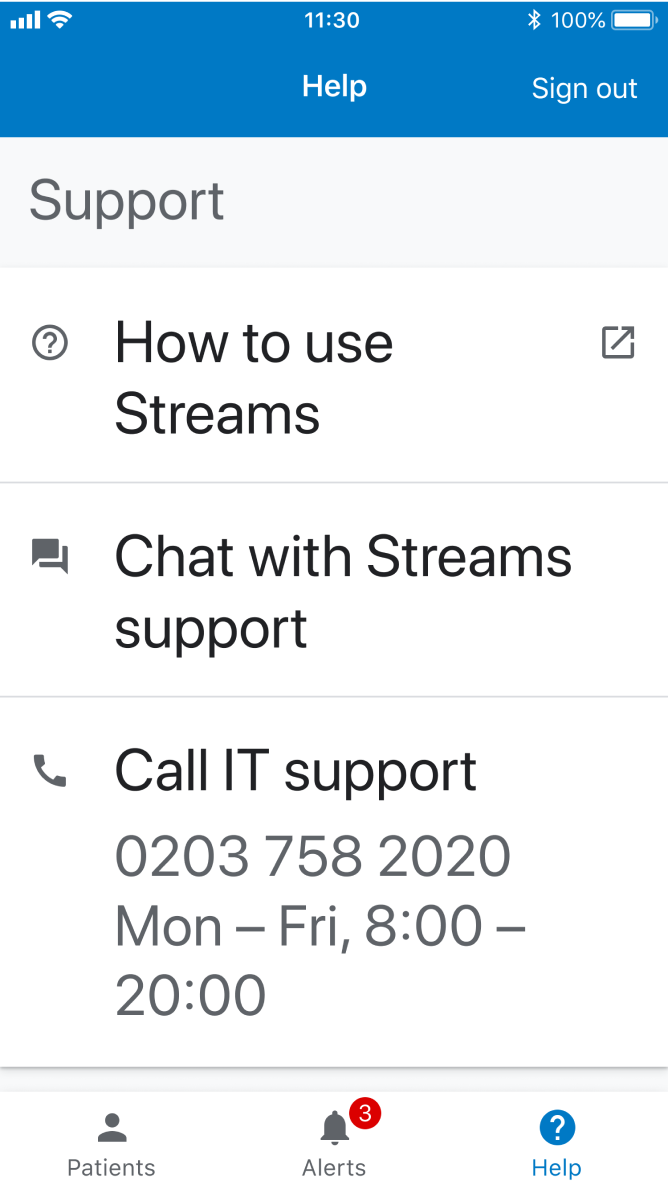 11:30
100%
Help
Sign out
Support
How to use
Streams
Chat with Streams
support
Call IT support
0203 758 2020
Mon – Fri, 8:00 –
20:00
3
Patients
Alerts
Help